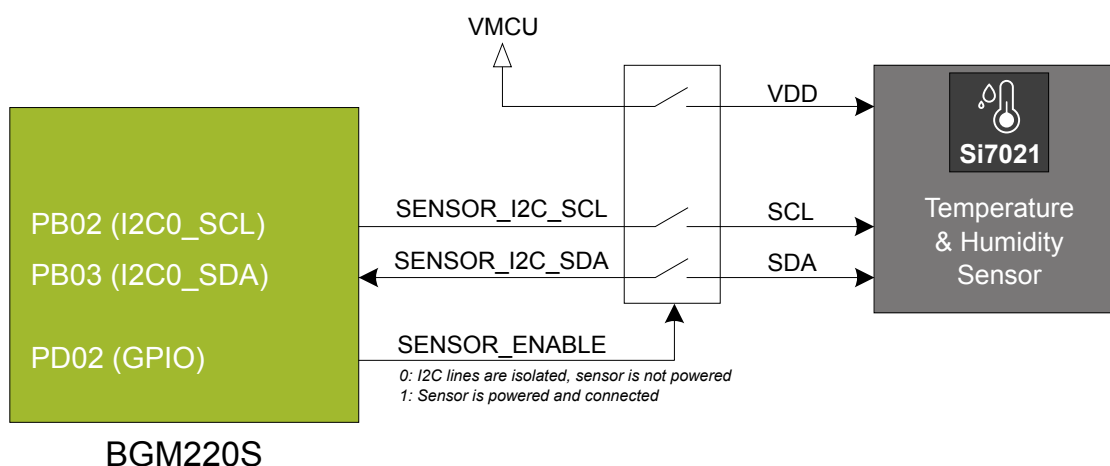 VMCU
VDD
Si7021
PB02 (I2C0_SCL)
SENSOR_I2C_SCL
SCL
Temperature
& Humidity
Sensor
PB03 (I2C0_SDA)
SENSOR_I2C_SDA
SDA
PD02 (GPIO)
SENSOR_ENABLE
0: I2C lines are isolated, sensor is not powered
1: Sensor is powered and connected
BGM220S